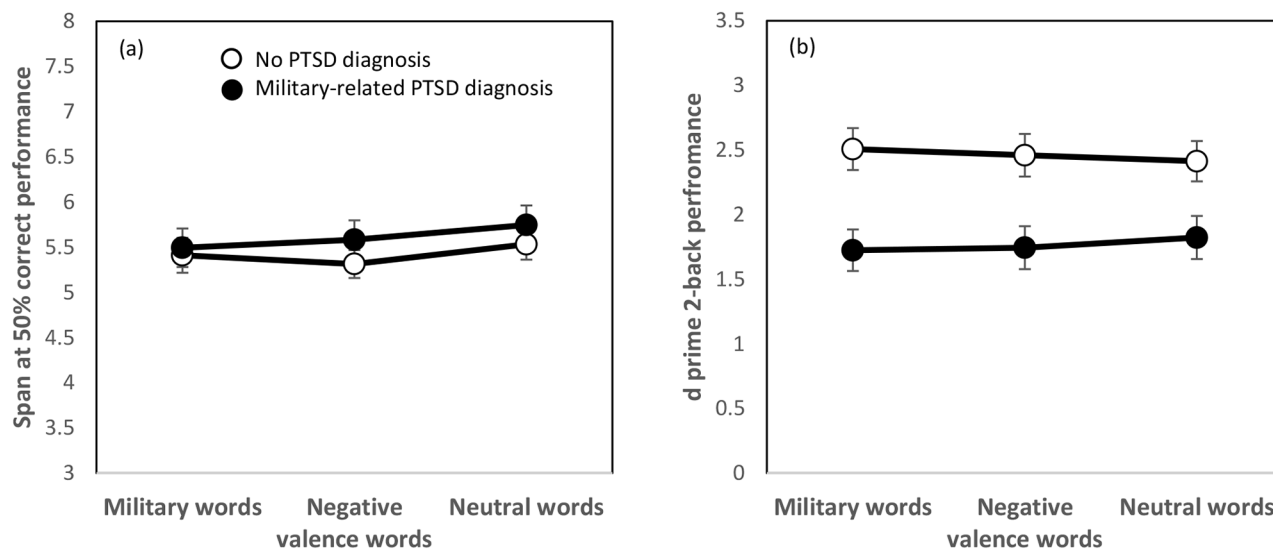 (a)
No PTSD diagnosis
Military-related PTSD diagnosis
Span at 50% correct performance
8
7.5
7
6.5
6
5.5
5
4.5
4
3.5
3
Military words
Negative
valence words
Neutral words
(b)
d prime 2-back perfromance
3.5
3
2.5
2
1.5
1
0.5
0
Military words
Negative
valence words
Neutral words